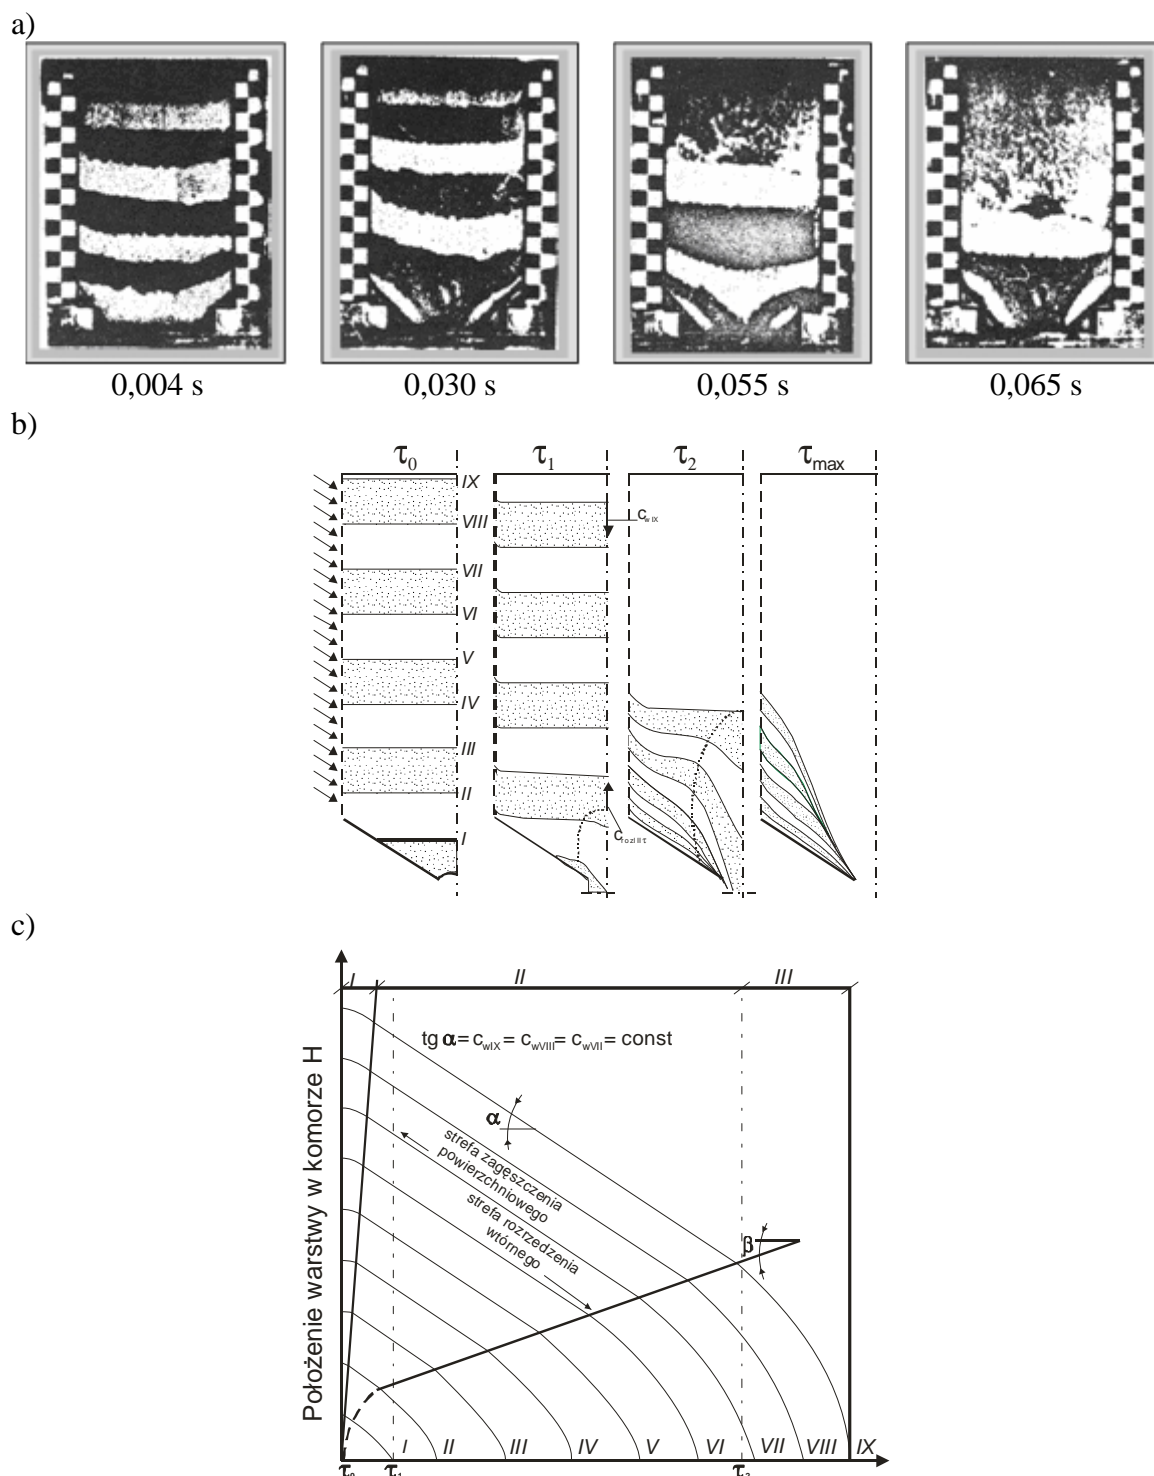 a)
0,004 s
0,030 s
0,055 s
0,065 s
b)
τ0
τ1
τ2
τmax
IX
VIII
VII
VI
V
IV
III
II
I
cwIX
c)
I
II
III
tg α = cwIX = cwVIII = cwVII = const
α
strefa zagęszczenia
powierzchniowego
strefa rozrzedzenia
wtórnego
β
Położenie warstwy w komorze H
I
II
III
IV
V
VI
VII
VIII
IX
τ0
τ1
τ2